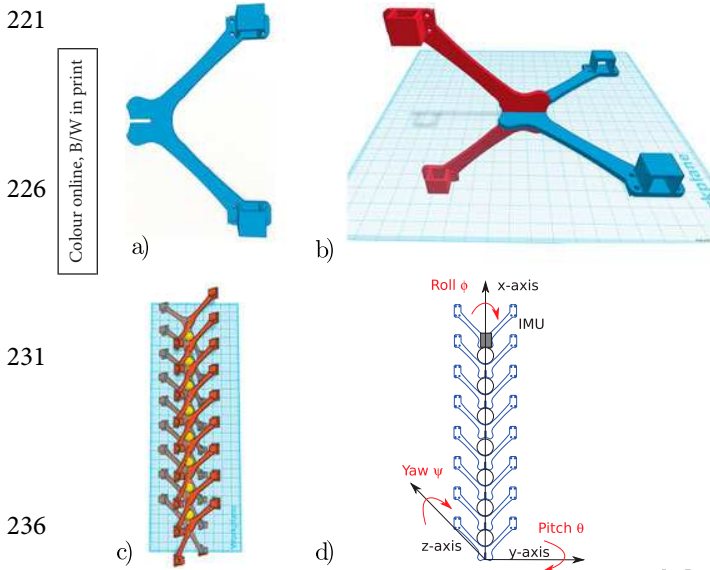 221
Colour online, B/W in print
226
a)
b)
231
Roll ϕ
x-axis
IMU
Yaw ψ
236
Pitch θ
z-axis
y-axis
c)
d)